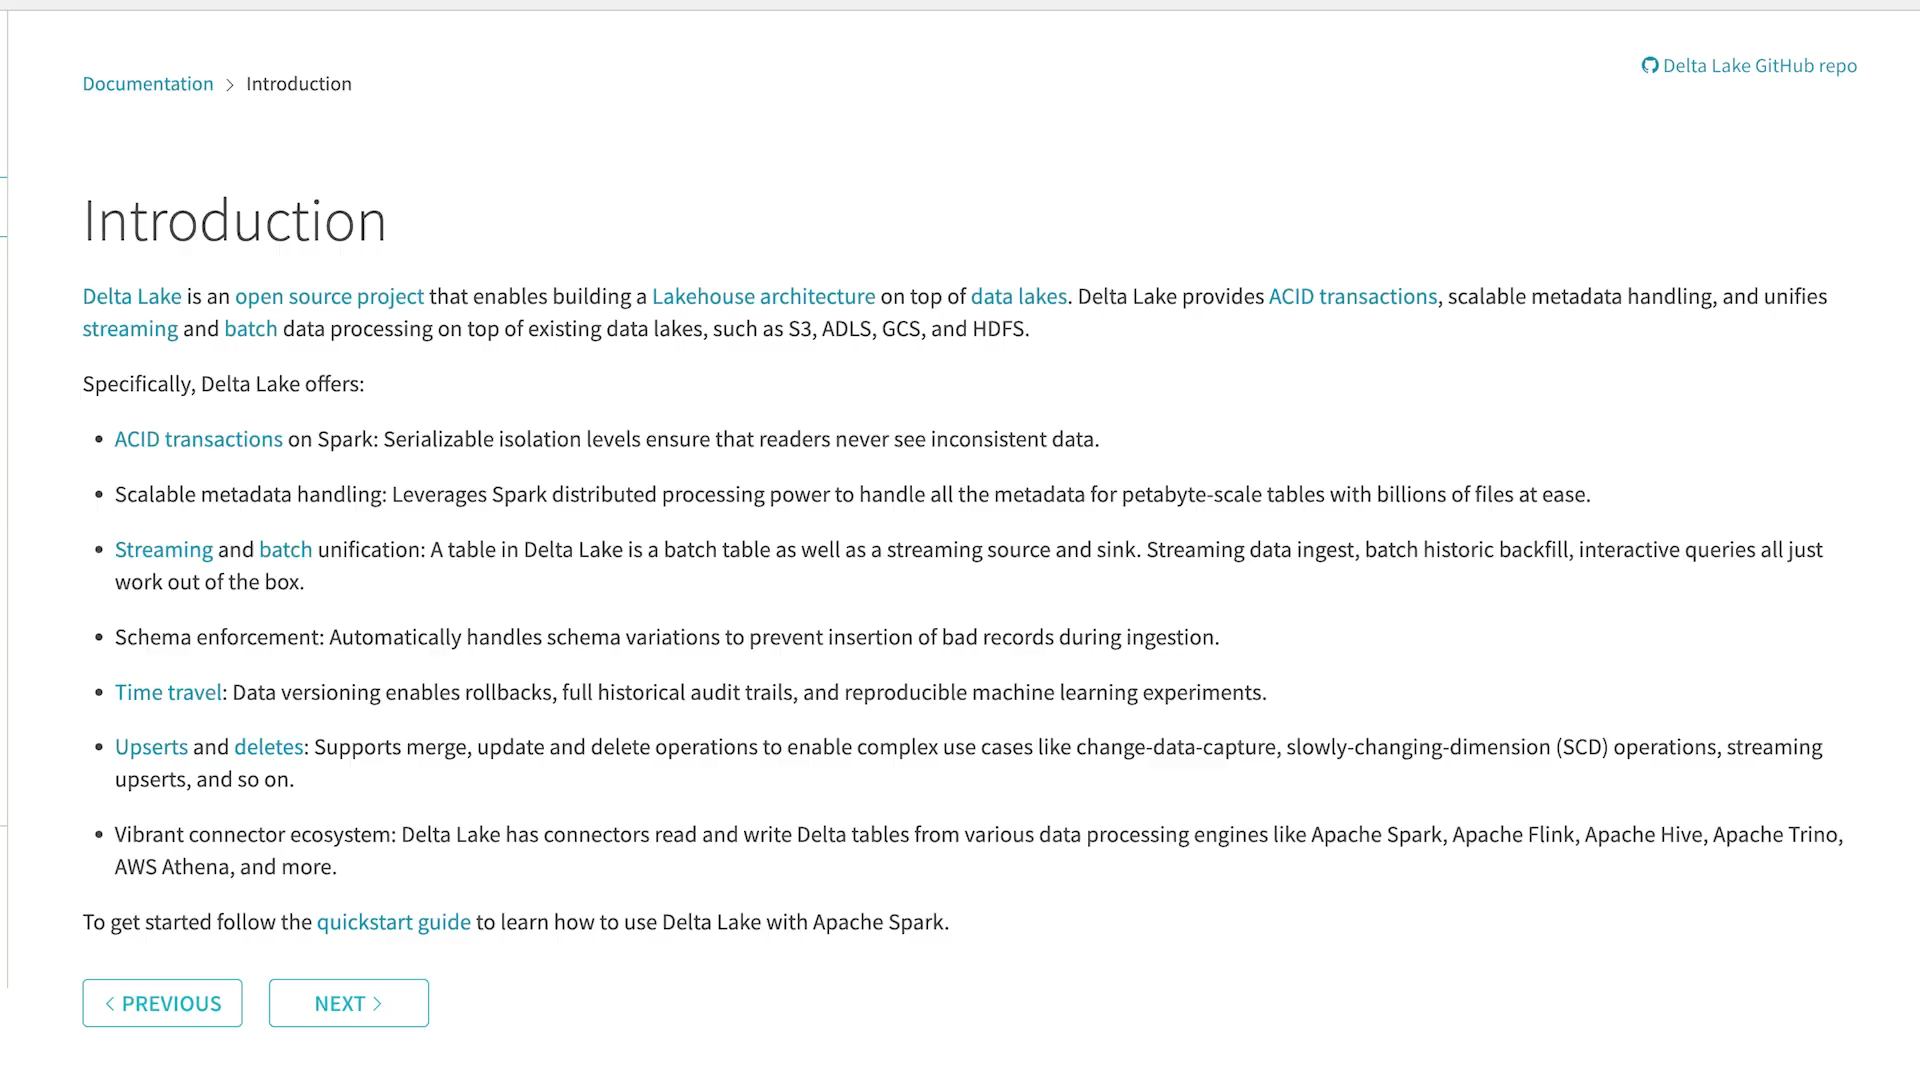 Delta Lake GitHub repo
Documentation > Introduction
Introduction
Delta Lake is an open source project that enables building a Lakehouse architecture on top of data lakes. Delta Lake provides ACID transactions, scalable metadata handling, and unifies
streaming and batch data processing on top of existing data lakes, such as S3, ADLS, GCS, and HDFS.
Specifically, Delta Lake offers:
• ACID transactions on Spark: Serializable isolation levels ensure that readers never see inconsistent data.
• Scalable metadata handling: Leverages Spark distributed processing power to handle all the metadata for petabyte-scale tables with billions of files at ease.
• Streaming and batch unification: A table in Delta Lake is a batch table as well as a streaming source and sink. Streaming data ingest, batch historic backfill, interactive queries all just
work out of the box.
• Schema enforcement: Automatically handles schema variations to prevent insertion of bad records during ingestion.
• Time travel: Data versioning enables rollbacks, full historical audit trails, and reproducible machine learning experiments.
• Upserts and deletes: Supports merge, update and delete operations to enable complex use cases like change-data-capture, slowly-changing-dimension (SCD) operations, streaming
upserts, and so on.
• Vibrant connector ecosystem: Delta Lake has connectors read and write Delta tables from various data processing engines like Apache Spark, Apache Flink, Apache Hive, Apache Trino,
AWS Athena, and more.
To get started follow the quickstart guide to learn how to use Delta Lake with Apache Spark.
< PREVIOUS NEXT >